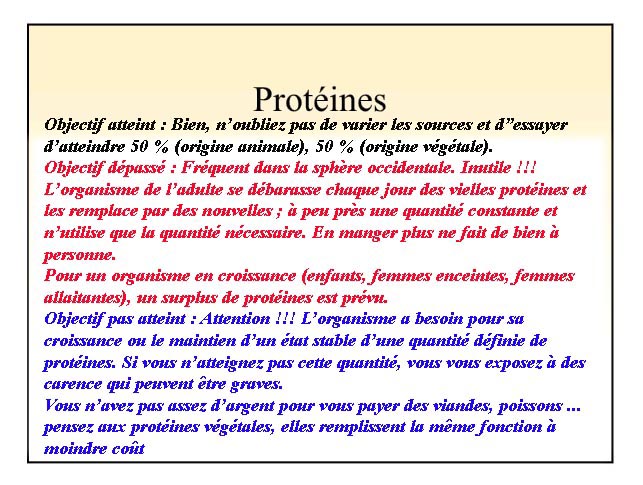 Protéines
Objectif atteint : Bien, n’oubliez pas de varier les sources et d”essayer
d’atteindre 50 % (origine animale), 50 % (origine végétale).
Objectif dépassé : Fréquent dans la sphère occidentale. Inutile !!!
L’organisme de l’adulte se débarasse chaque jour des vielles protéines et
les remplace par des nouvelles ; à peu près une quantité constante et
n’utilise que la quantité nécessaire. En manger plus ne fait de bien à
personne.
Pour un organisme en croissance (enfants, femmes enceintes, femmes
allaitantes), un surplus de protéines est prévu.
Objectif pas atteint : Attention !!! L’organisme a besoin pour sa
croissance ou le maintien d’un état stable d’une quantité définie de
protéines. Si vous n’atteignez pas cette quantité, vous vous exposez à des
carence qui peuvent être graves.
Vous n’avez pas assez d’argent pour vous payer des viandes, poissons ...
pensez aux protéines végétales, elles remplissent la même fonction à
moindre coût